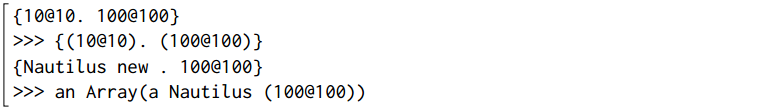 {10@10. 100@100}
>>> {(10@10). (100@100)}
{Nautilus new . 100@100}
>>> an Array(a Nautilus (100@100))